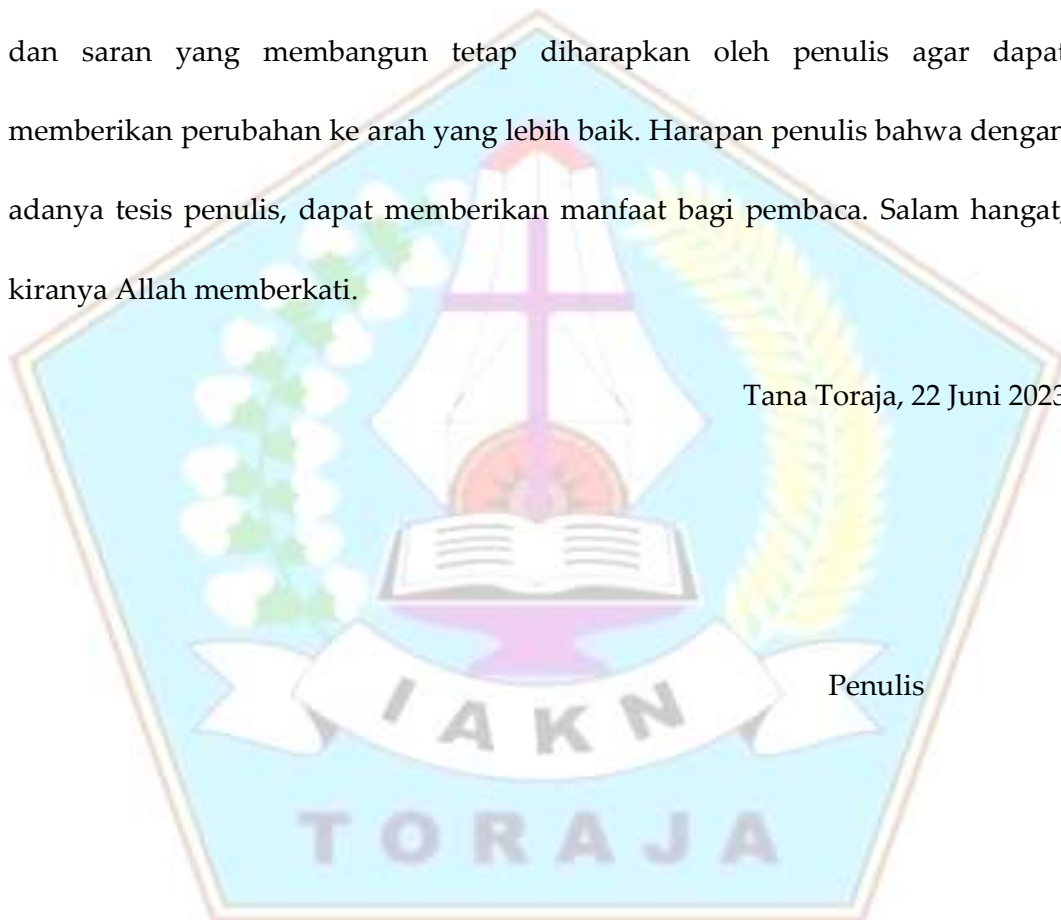 dan saran yang membangun tetap diharapkan oleh penulis agar dapat
memberikan perubahan ke arah yang lebih baik. Harapan penulis bahwa dengan
adanya tesis penulis, dapat memberikan manfaat bagi pembaca. Salam hangat,
kiranya Allah memberkati.
Tana Toraja, 22 Juni 2023
Penulis
IAKN
TORAJA